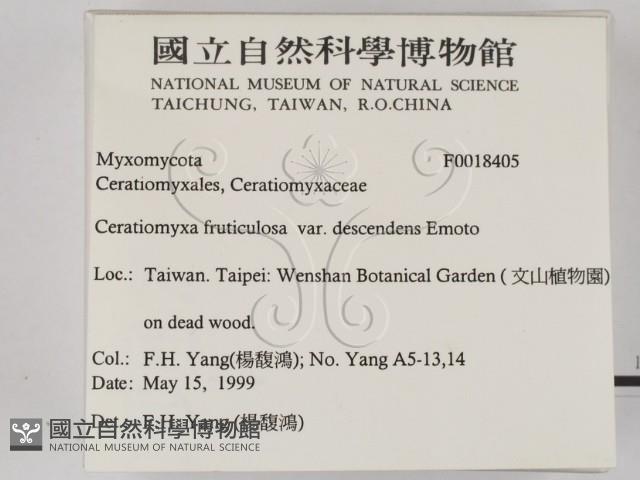 國立自然科學博物館
NATIONAL MUSEUM OF NATURAL SCIENCE
TAICHUNG, TAIWAN, R.O.CHINA
Myxomycota F0018405
Ceratiomyxales, Ceratiomyxaceae
Ceratiomyxa fruticulosa var. descendens Emoto
Loc.: Taiwan. Taipei: Wenshan Botanical Garden (文山植物園)
on dead wood.
Col.: F.H. Yang(楊馥鴻); No. Yang A5-13,14
Date: May 15, 1999
Det.: F.H. Yang (楊馥鴻)
國立自然科學博物館
NATIONAL MUSEUM OF NATURAL SCIENCE